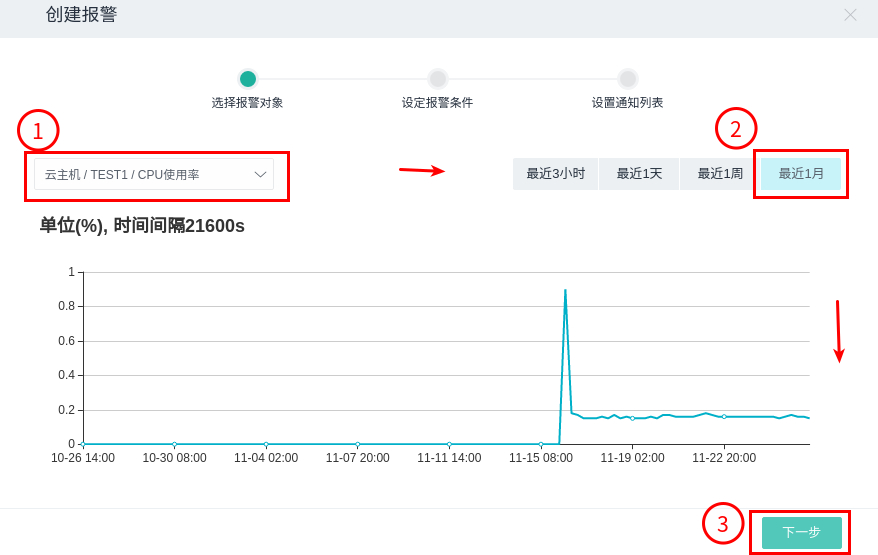 创建报警
选择报警对象 设定报警条件 设置通知列表
1 2
云主机 / TEST1 / CPU使用率 最近3小时 最近1天 最近1周 最近1月
单位(%), 时间间隔21600s
1
0.8
0.6
0.4
0.2
0
10-26 14:00 10-30 08:00 11-04 02:00 11-07 20:00 11-11 14:00 11-15 08:00 11-19 02:00 11-22 20:00
3 下一步